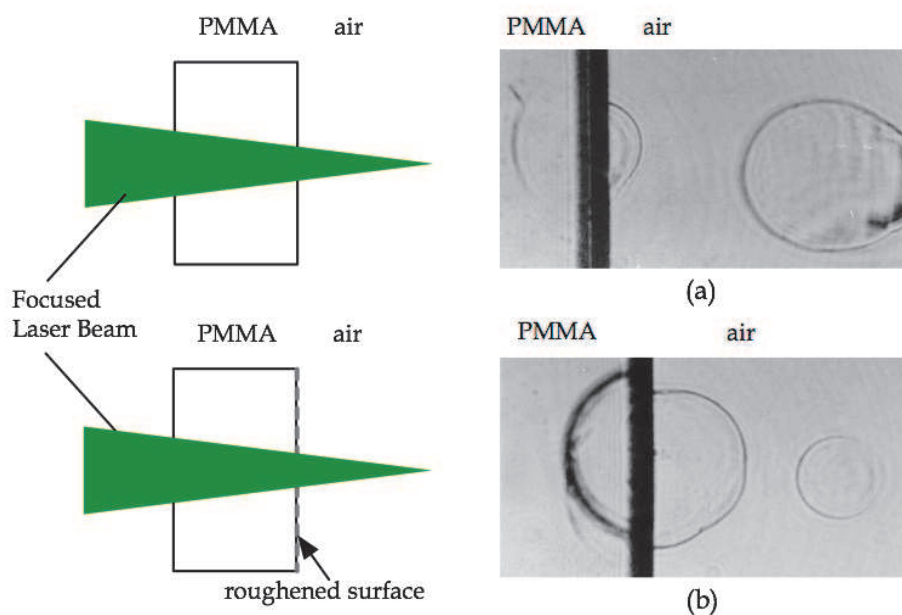 PMMA air
PMMA air
(a)
Focused
Laser Beam
PMMA air
PMMA air
roughened surface
(b)